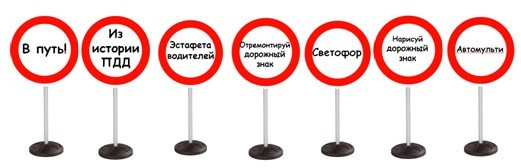 В путь!
Из
истории
ПДД
Эстафета
водителей
Отремонтируй
дорожный
знак
Светофор
Нарисуй
дорожный
знак
Автомульти